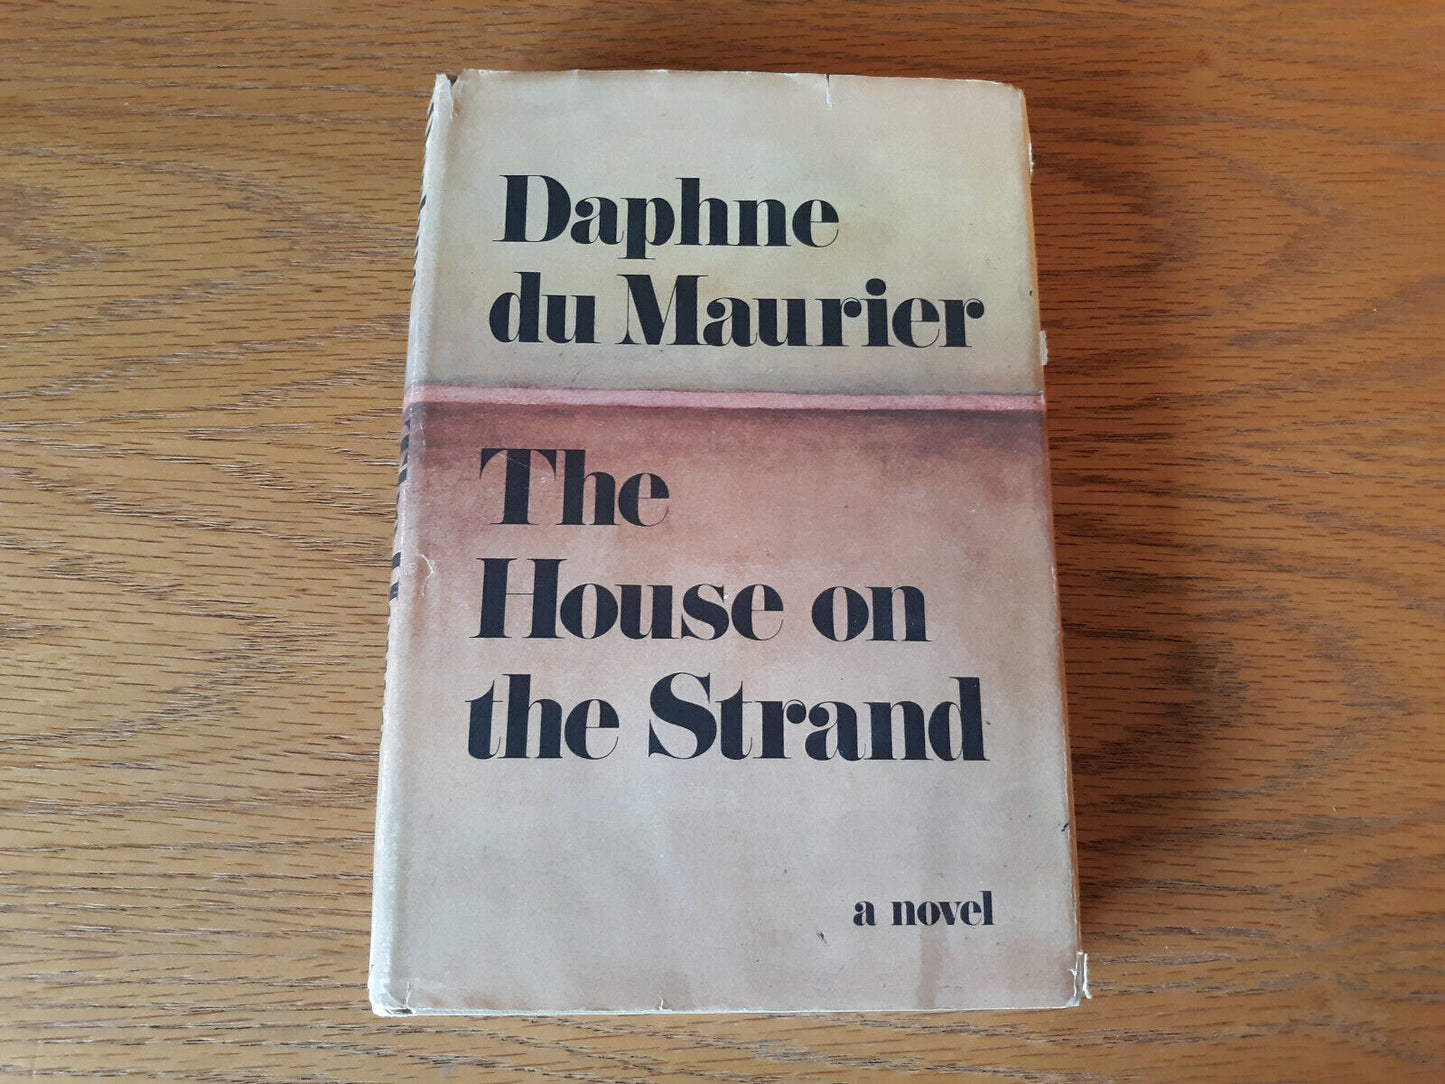 Daphne
du Maurier
The
House on
the Strand
a novel